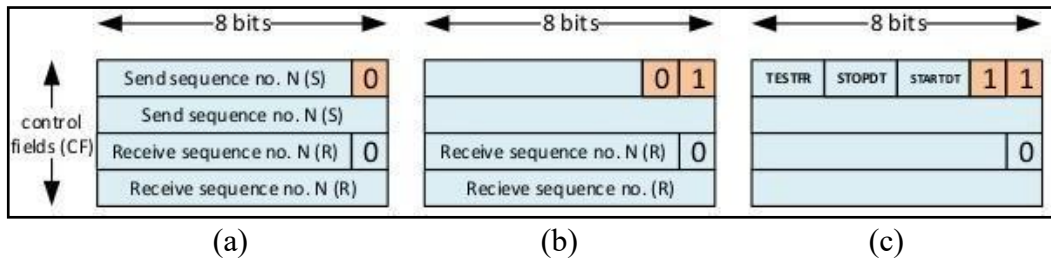 8 bits 8 bits 8 bits
control
fields (CF)
Send sequence no. N (S) 0
Send sequence no. N (S)
Receive sequence no. N (R) 0
Receive sequence no. N (R)
0 1
Receive sequence no. N (R) 0
Recieve sequence no. (R)
TESTFR STOPDT STARTDT 1 1
0
(a) (b) (c)